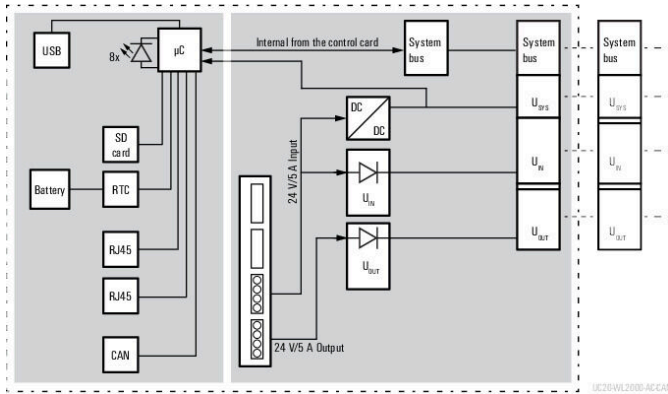 USB
8x
µC
Internal from the control card
System
bus
System
bus
System
bus
DC
DC
U SYS
U SYS
SD
card
24 V/5 A Input
U IN
U IN
Battery
RTC
U IN
RJ45
U OUT
U OUT
U OUT
RJ45
24 V/5 A Output
CAN
UC20-WL2000-AC-CAN